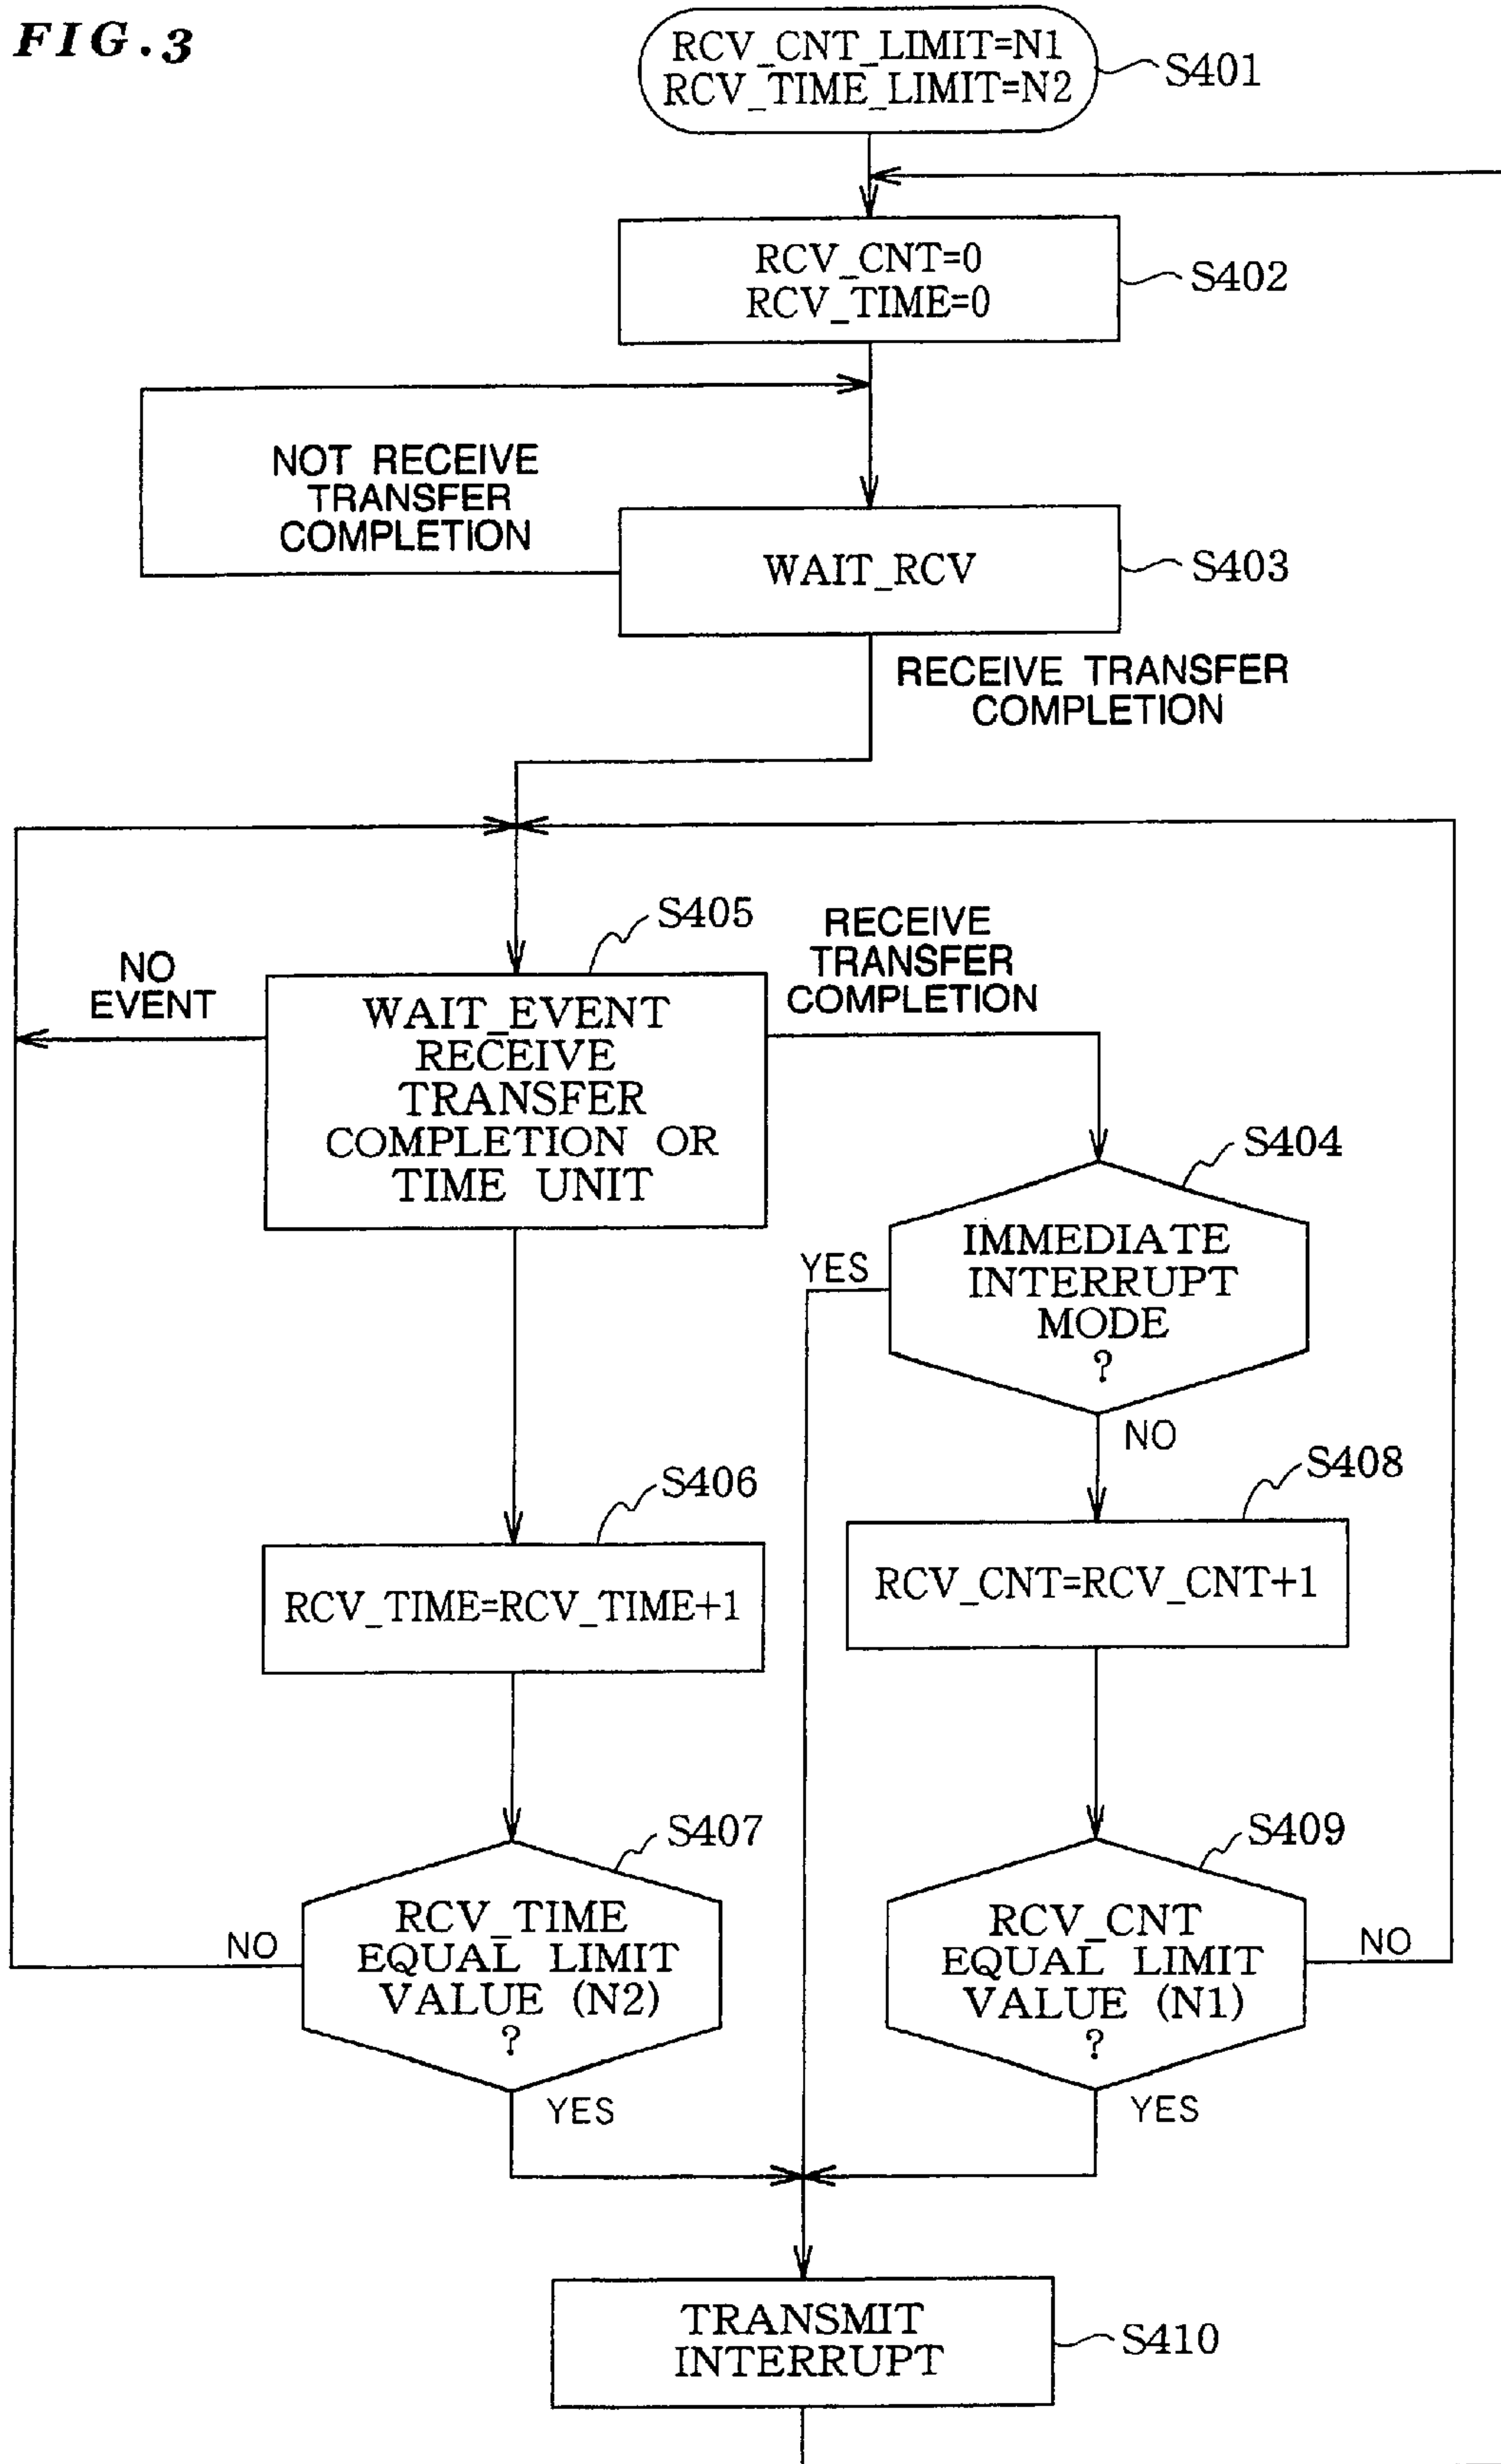 FIG.3
RCV_CNT_LIMIT=N1
RCV_TIME_LIMIT=N2
S401
RCV_CNT=0
RCV_TIME=0
S402
NOT RECEIVE
TRANSFER
COMPLETION
WAIT_RCV
S403
RECEIVE TRANSFER
COMPLETION
S405
NO
EVENT
WAIT_EVENT
RECEIVE
TRANSFER
COMPLETION OR
TIME UNIT
RECEIVE
TRANSFER
COMPLETION
S404
YES
IMMEDIATE
INTERRUPT
MODE
?
NO
S406
RCV_TIME=RCV_TIME+1
S408
RCV_CNT=RCV_CNT+1
S407
NO
RCV_TIME
EQUAL LIMIT
VALUE (N2)
?
YES
S409
RCV_CNT
EQUAL LIMIT
VALUE (N1)
?
NO
YES
TRANSMIT
INTERRUPT
S410